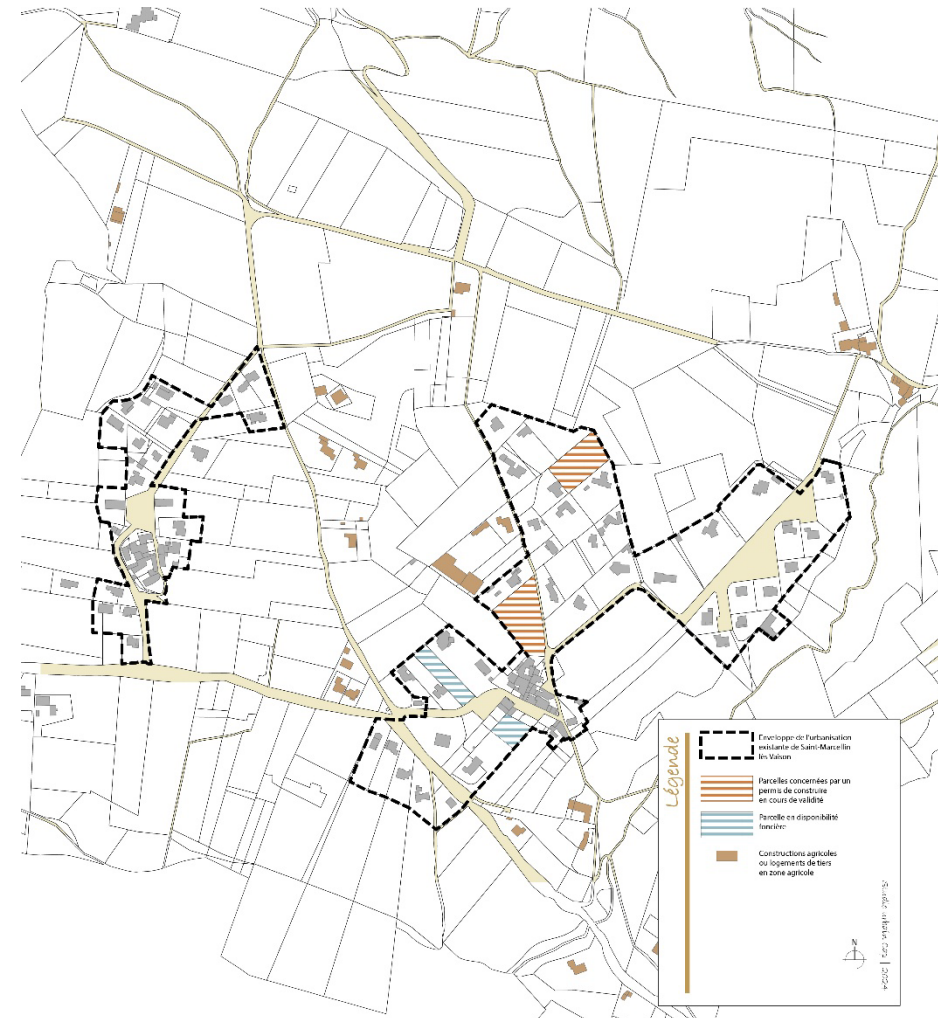 Légende
Enveloppe de l'urbanisation
existante de Saint-Marcellin
lès Vaison
Parcelles concernées par un
permis de construire
en cours de validité
Parcelle en disponibilité
foncière
Constructions agricoles
ou logements de tiers
en zone agricole
N
2024